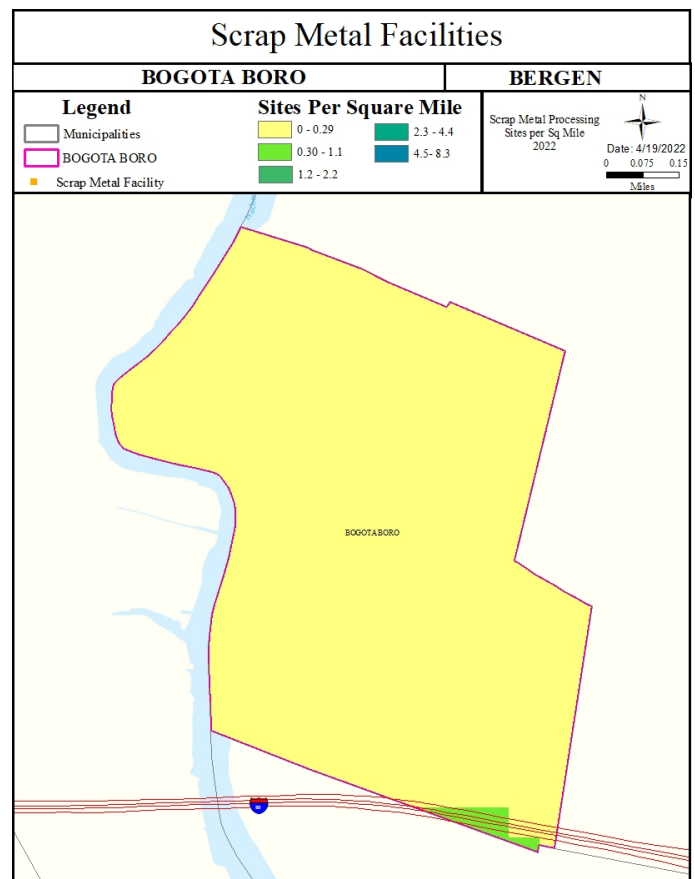 Scrap Metal Facilities
BOGOTA BORO
BERGEN
Legend
Municipalities
BOGOTA BORO
Scrap Metal Facility
Sites Per Square Mile
0 - 0.29
0.30 - 1.1
1.2 - 2.2
2.3 - 4.4
4.5- 8.3
Scrap Metal Processing
Sites per Sq Mile
2022
N
Date: 4/19/2022
0 0.075 0.15
Miles
BOGOTA BORO